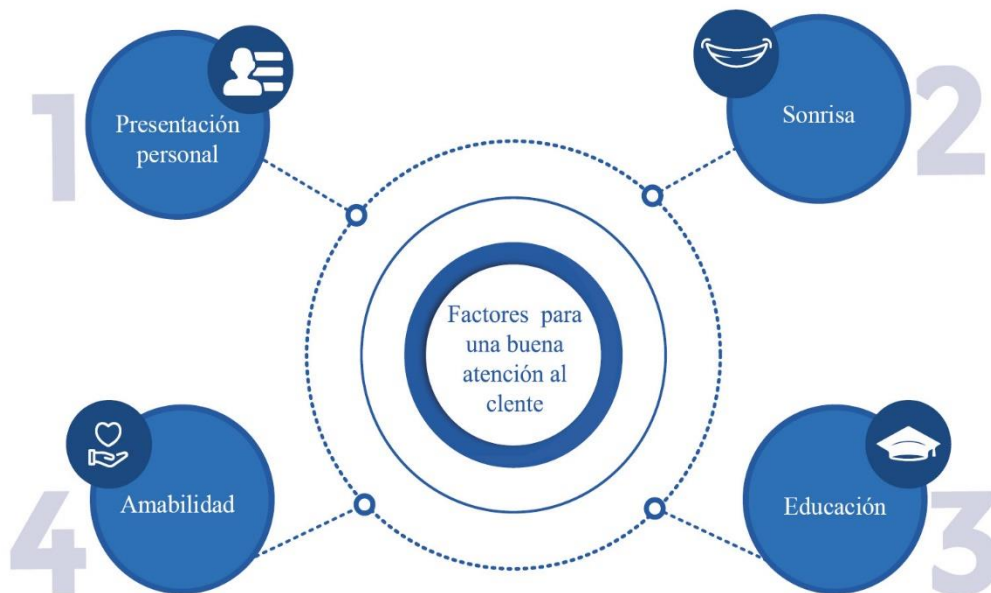 1
Presentación
personal
2
Sonrisa
Factores para
una buena
atención al
clente
4
Amabilidad
3
Educación